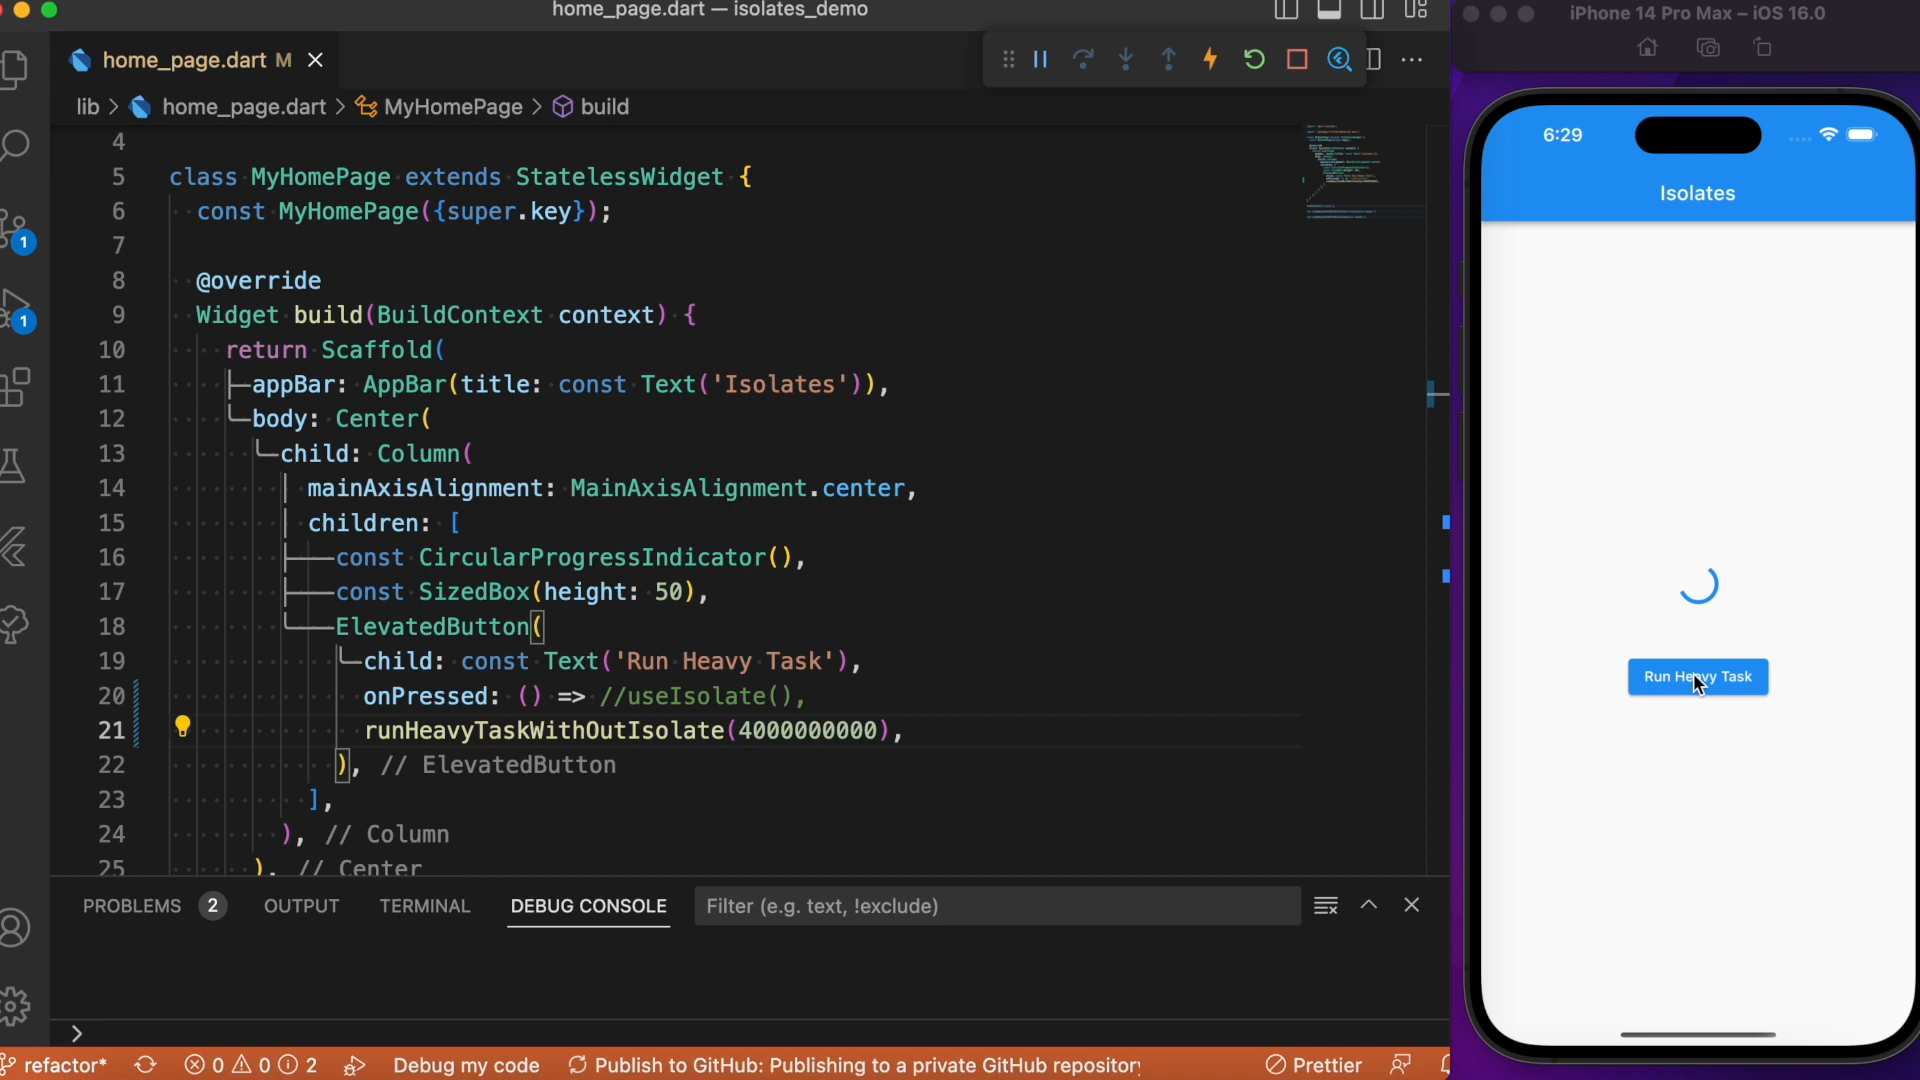 home_page.dart — isolates_demo
home_page.dart M
lib > home_page.dart > MyHomePage > build
4
5 class MyHomePage extends StatelessWidget {
6 const MyHomePage({super.key});
7
8 @override
9 Widget build(BuildContext context) {
10 return Scaffold(
11 appBar: AppBar(title: const Text('Isolates')),
12 body: Center(
13 child: Column(
14 mainAxisAlignment: MainAxisAlignment.center,
15 children: [
16 const CircularProgressIndicator(),
17 const SizedBox(height: 50),
18 ElevatedButton(
19 child: const Text('Run Heavy Task'),
20 onPressed: () => //useIsolate(),
21 runHeavyTaskWithOutIsolate(4000000000),
22 ), // ElevatedButton
23 ],
24 ), // Column
25 ), // Center
1
1
PROBLEMS 2 OUTPUT TERMINAL DEBUG CONSOLE Filter (e.g. text, !exclude)
>
refactor* 0 0 2 Debug my code Publish to GitHub: Publishing to a private GitHub repository Prettier
iPhone 14 Pro Max – iOS 16.0
6:29
Isolates
Run Heavy Task